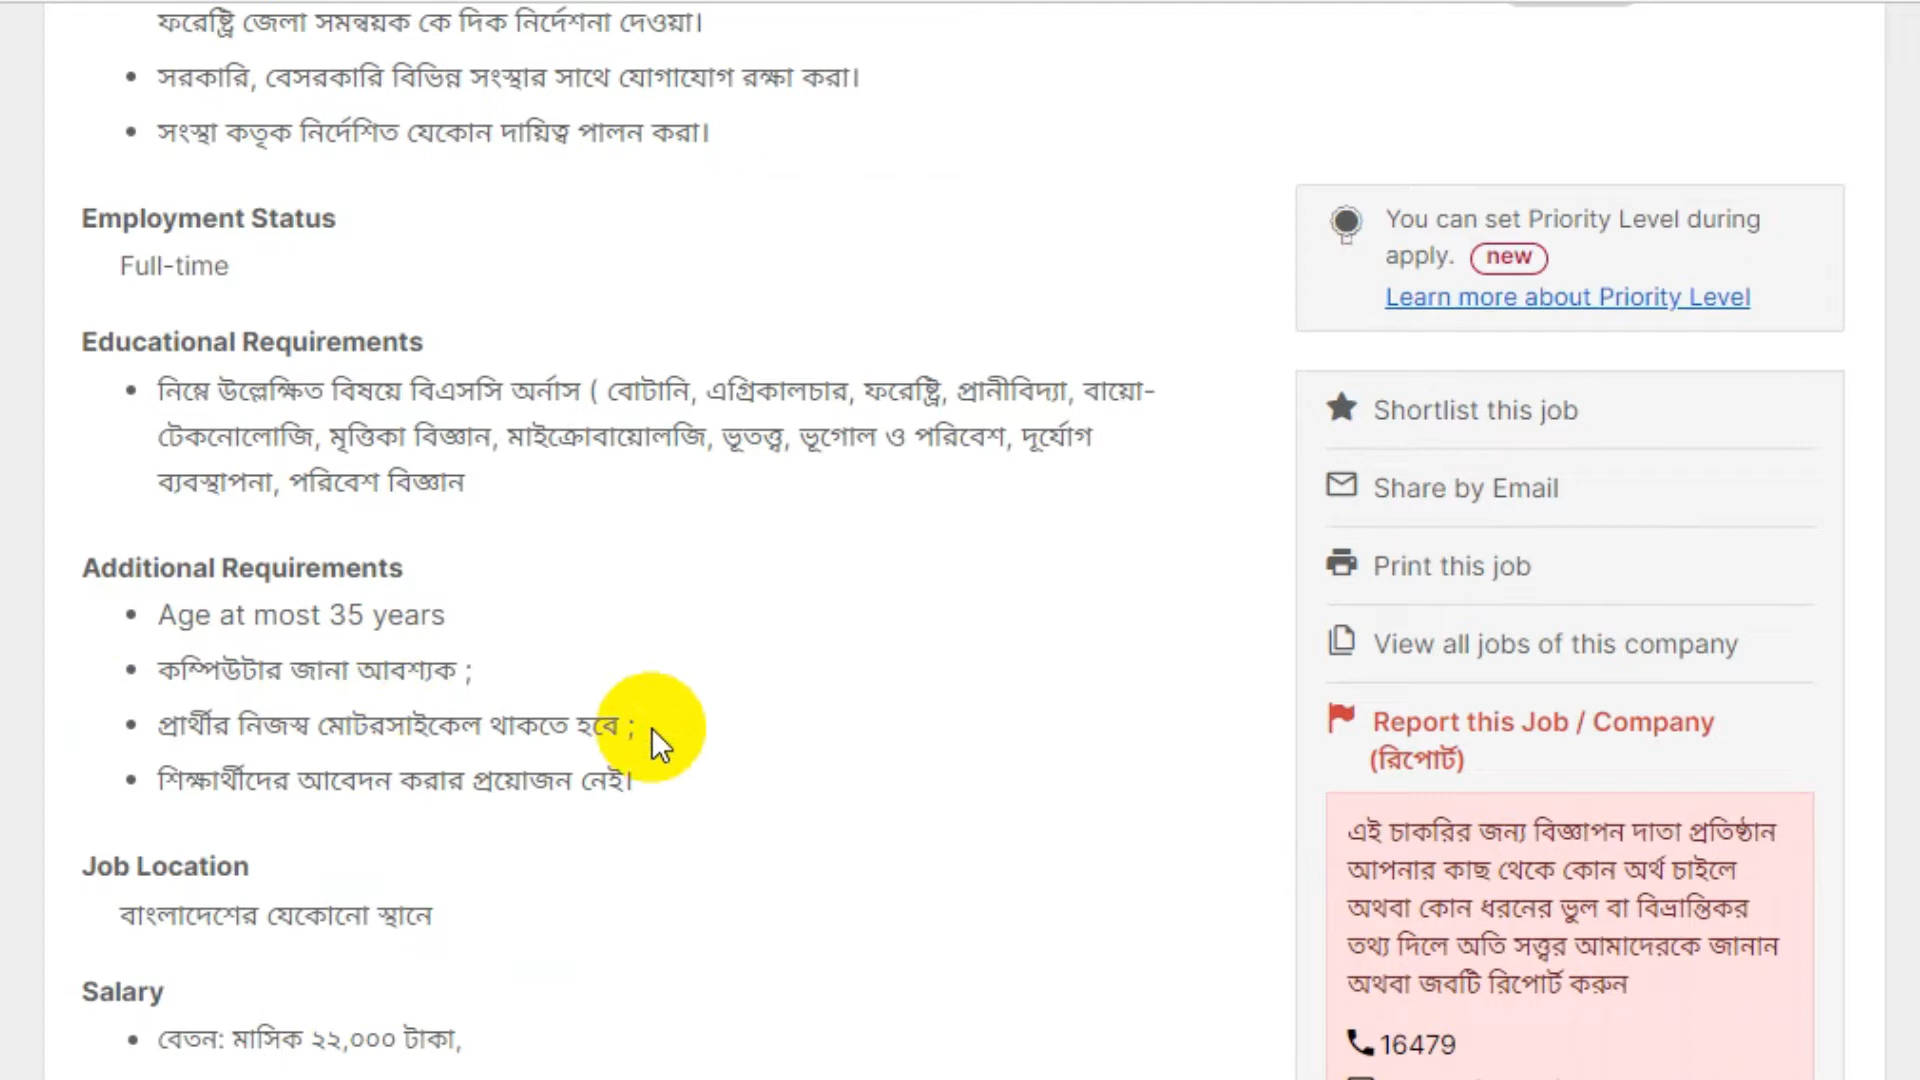 ফরেষ্ট্রি জেলা সমন্বয়ক কে দিক নির্দেশনা দেওয়া।
• সরকারি, বেসরকারি বিভিন্ন সংস্থার সাথে যোগাযোগ রক্ষা করা।
• সংস্থা কতৃক নির্দেশিত যেকোন দায়িত্ব পালন করা।
Employment Status
Full-time
Educational Requirements
• নিম্নে উল্লেক্ষিত বিষয়ে বিএসসি অর্নাস ( বোটানি, এগ্রিকালচার, ফরেষ্ট্রি, প্রানীবিদ্যা, বায়ো-
টেকনোলোজি, মৃত্তিকা বিজ্ঞান, মাইক্রোবায়োলজি, ভূতত্ত্ব, ভূগোল ও পরিবেশ, দূর্যোগ
ব্যবস্থাপনা, পরিবেশ বিজ্ঞান
Additional Requirements
• Age at most 35 years
• কম্পিউটার জানা আবশ্যক ;
• প্রার্থীর নিজস্ব মোটরসাইকেল থাকতে হবে ;
• শিক্ষার্থীদের আবেদন করার প্রয়োজন নেই।
Job Location
বাংলাদেশের যেকোনো স্থানে
Salary
• বেতন: মাসিক ২২,০০০ টাকা,
You can set Priority Level during
apply. new
Learn more about Priority Level
Shortlist this job
Share by Email
Print this job
View all jobs of this company
Report this Job / Company
(রিপোর্ট)
এই চাকরির জন্য বিজ্ঞাপন দাতা প্রতিষ্ঠান
আপনার কাছ থেকে কোন অর্থ চাইলে
অথবা কোন ধরনের ভুল বা বিভ্রান্তিকর
তথ্য দিলে অতি সত্ত্বর আমাদেরকে জানান
অথবা জবটি রিপোর্ট করুন
16479